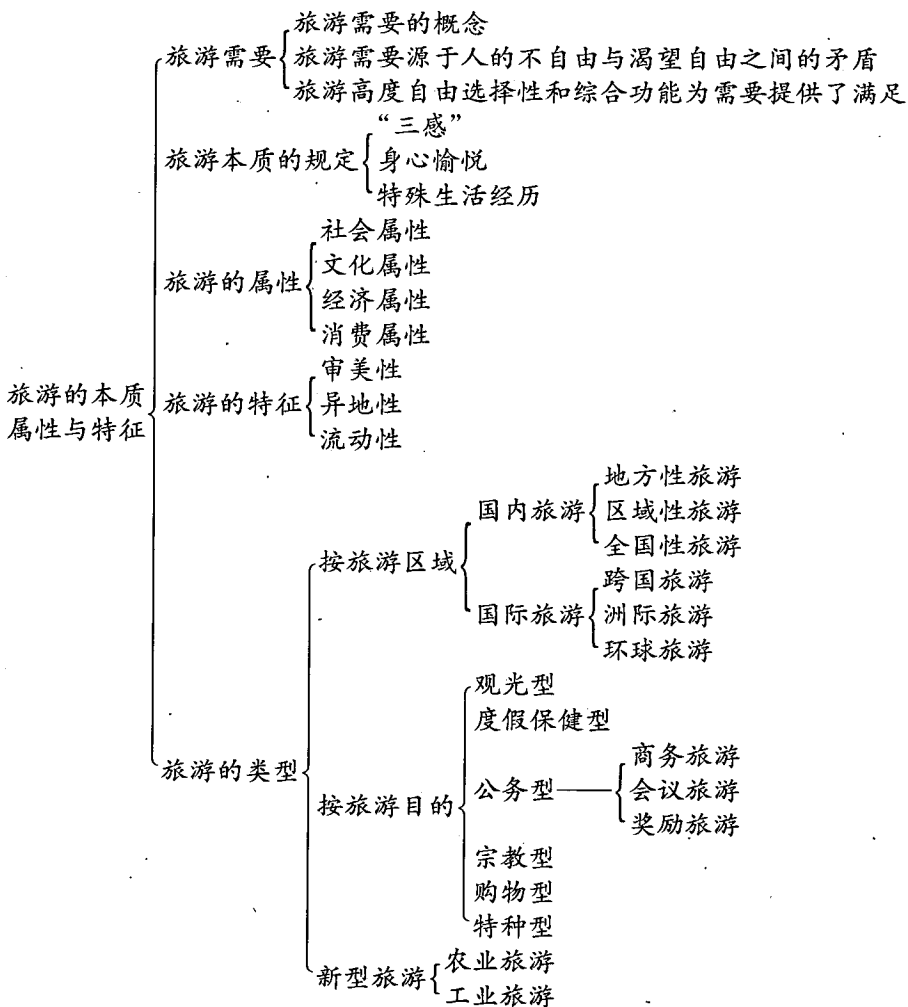 旅游需要的概念
旅游需要
旅游需要源于人的不自由与渴望自由之间的矛盾
旅游高度自由选择性和综合功能为需要提供了满足
“三感”
旅游本质的规定
身心愉悦
特殊生活经历
社会属性
文化属性
旅游的属性
经济属性
消费属性
旅游的本质
属性与特征
审美性
旅游的特征
异地性
流动性
地方性旅游
国内旅游
区域性旅游
全国性旅游
按旅游区域
跨国旅游
国际旅游
洲际旅游
环球旅游
旅游的类型
观光型
度假保健型
商务旅游
按旅游目的
公务型
会议旅游
奖励旅游
宗教型
购物型
特种型
新型旅游
农业旅游
工业旅游